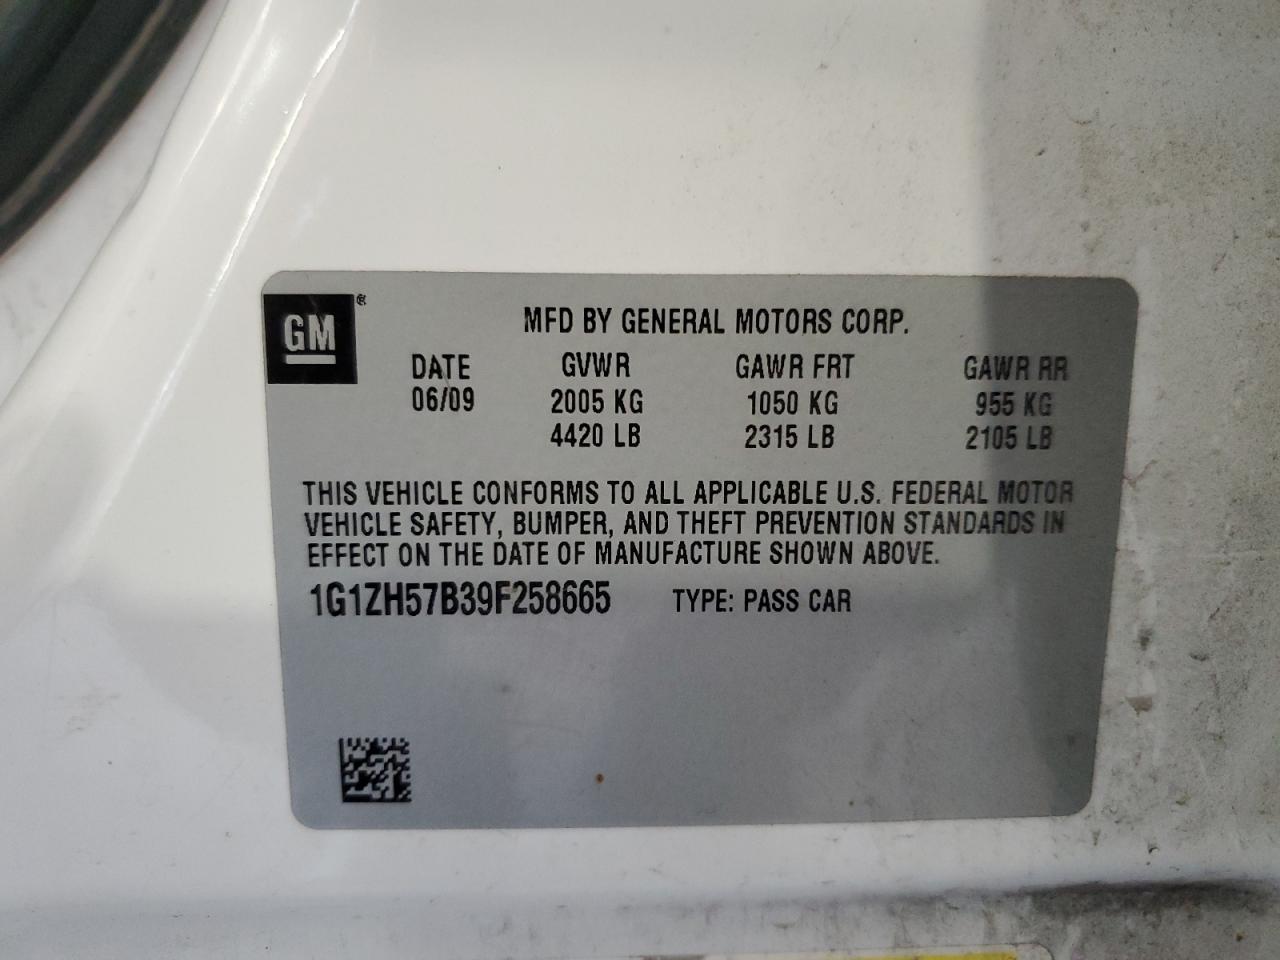 GM ®
MFD BY GENERAL MOTORS CORP.
DATE GVWR GAWR FRT GAWR RR
06/09 2005 KG 1050 KG 955 KG
4420 LB 2315 LB 2105 LB
THIS VEHICLE CONFORMS TO ALL APPLICABLE U.S. FEDERAL MOTOR
VEHICLE SAFETY, BUMPER, AND THEFT PREVENTION STANDARDS IN
EFFECT ON THE DATE OF MANUFACTURE SHOWN ABOVE.
1G1ZH57B39F258665 TYPE: PASS CAR